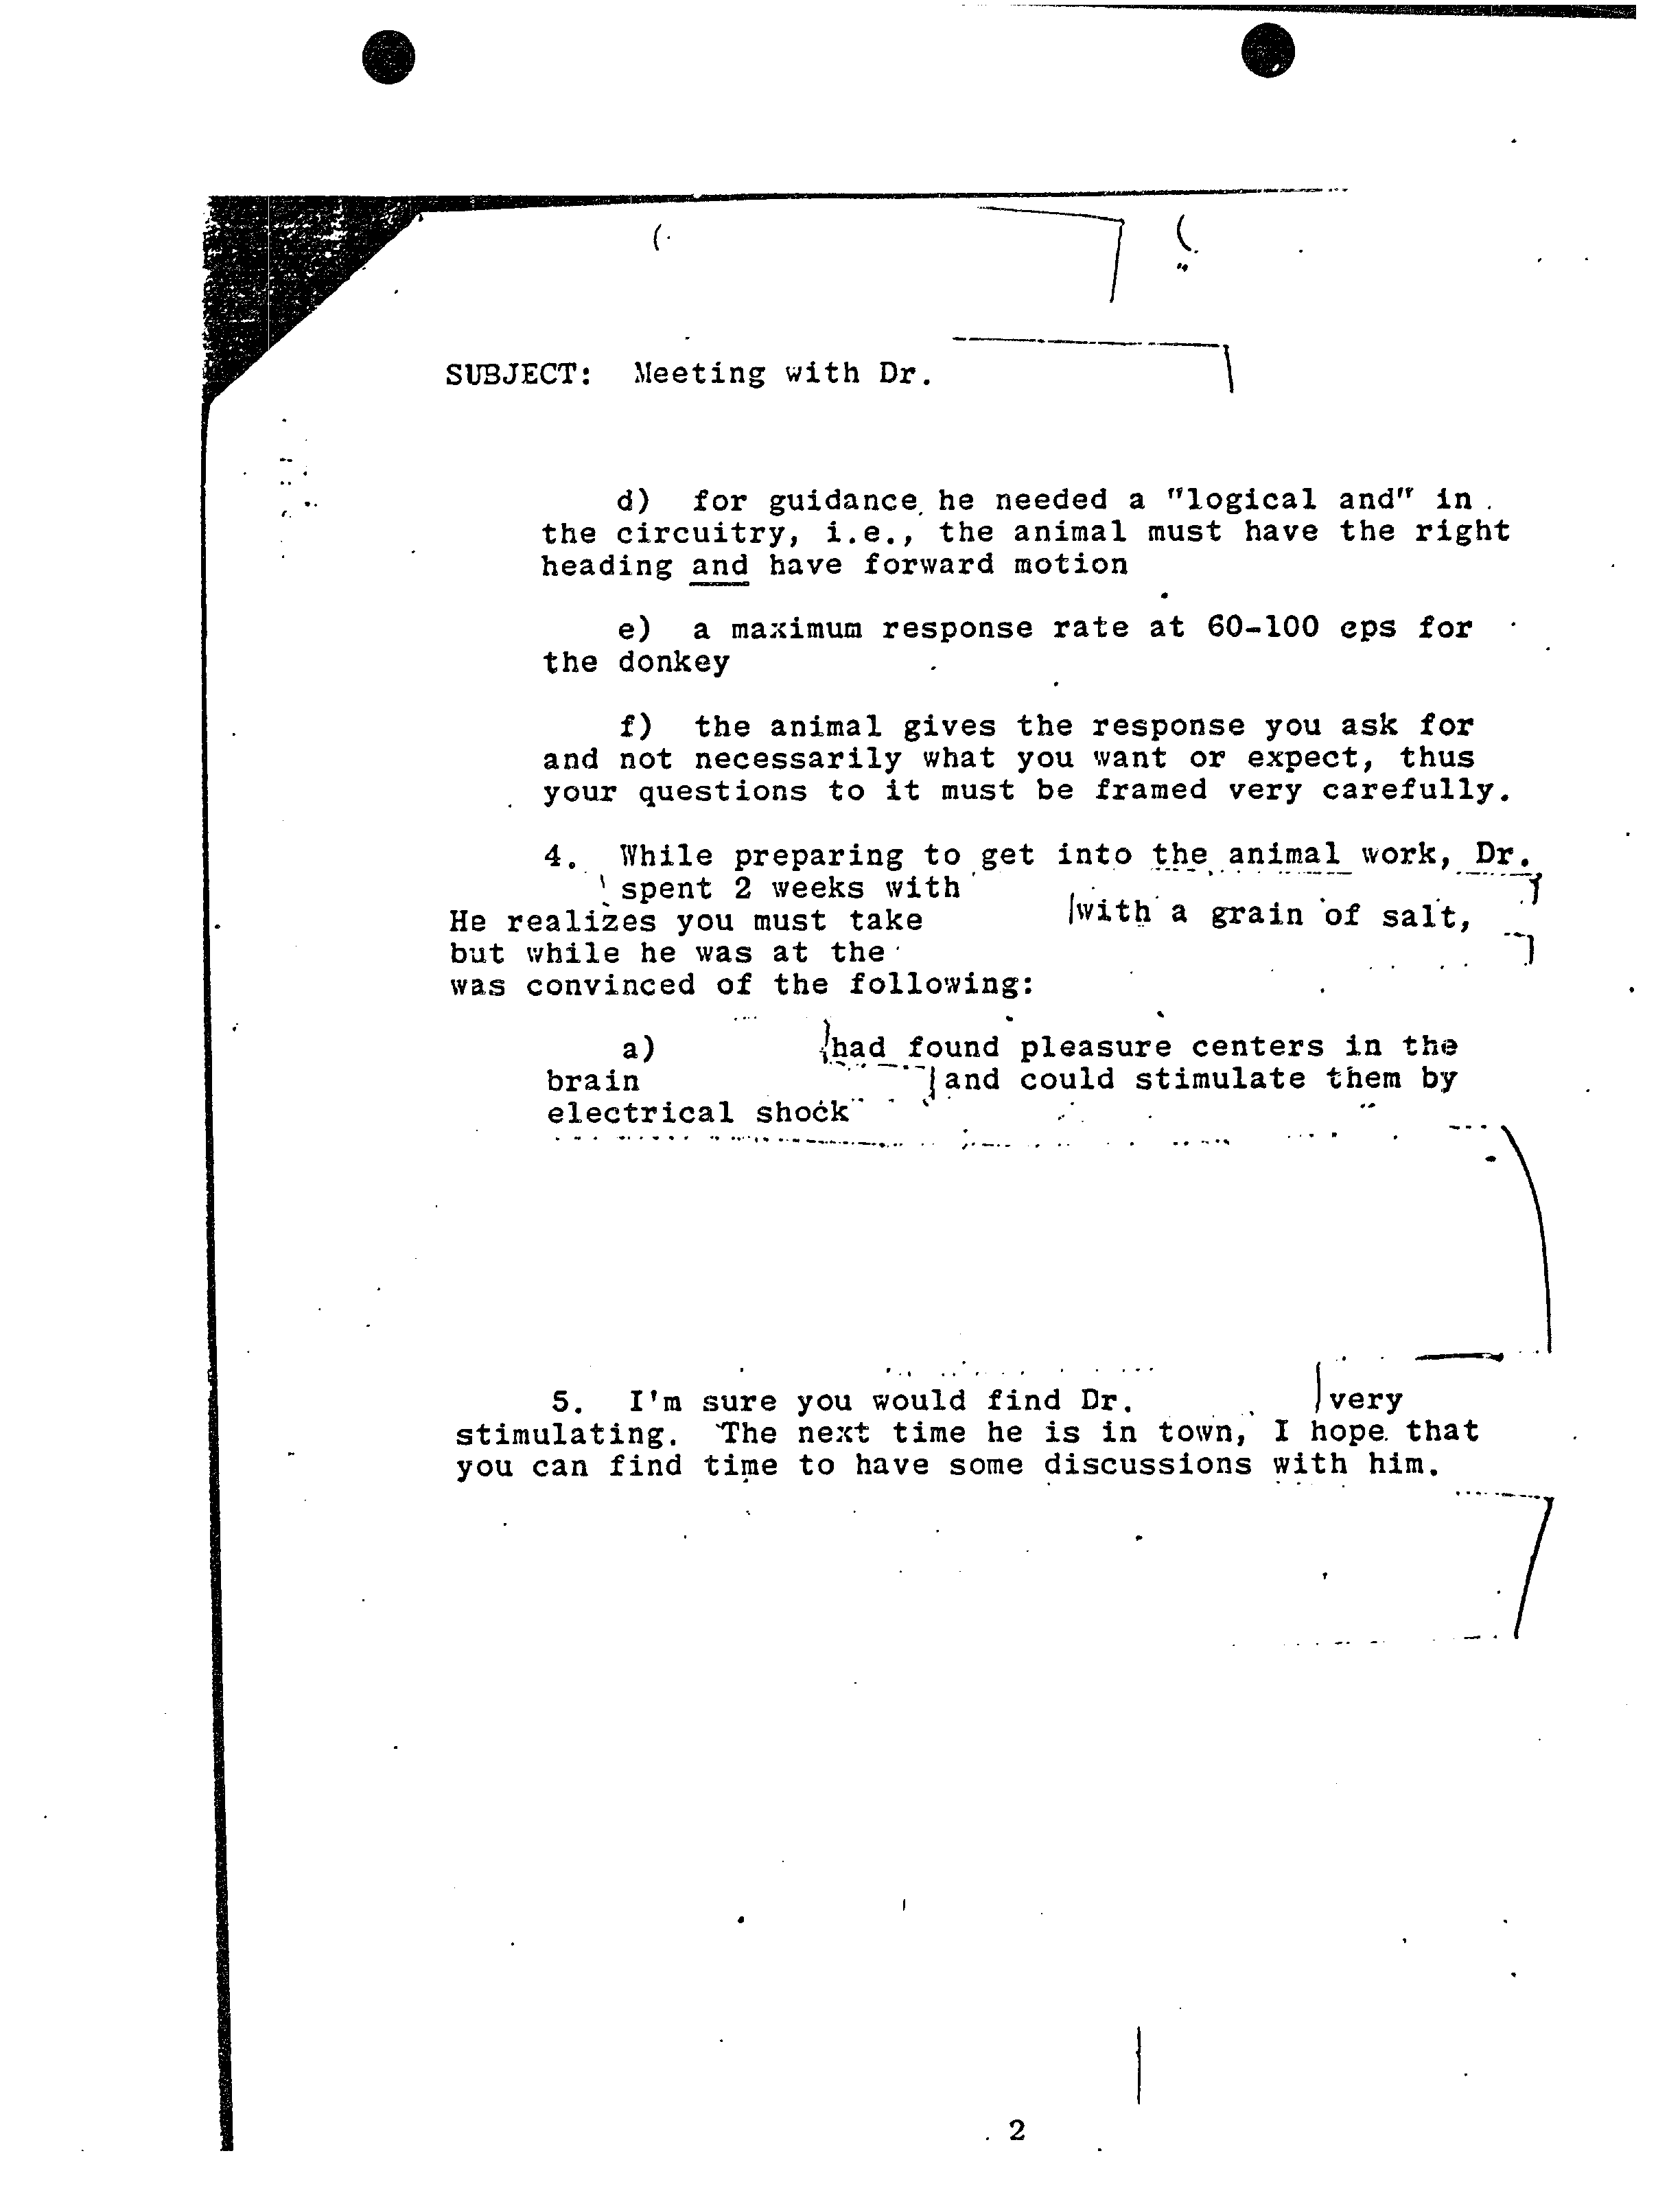 SUBJECT: Meeting with Dr.
d) for guidance he needed a "logical and" in
the circuitry, i.e., the animal must have the right
heading and have forward motion
e) a maximum response rate at 60-100 cps for
the donkey
f) the animal gives the response you ask for
and not necessarily what you want or expect, thus
your questions to it must be framed very carefully.
4. While preparing to get into the animal work, Dr.
spent 2 weeks with
He realizes you must take with a grain of salt,
but while he was at the
was convinced of the following:
a) had found pleasure centers in the
brain and could stimulate them by
electrical shock
5. I'm sure you would find Dr. very
stimulating. The next time he is in town, I hope that
you can find time to have some discussions with him.
2